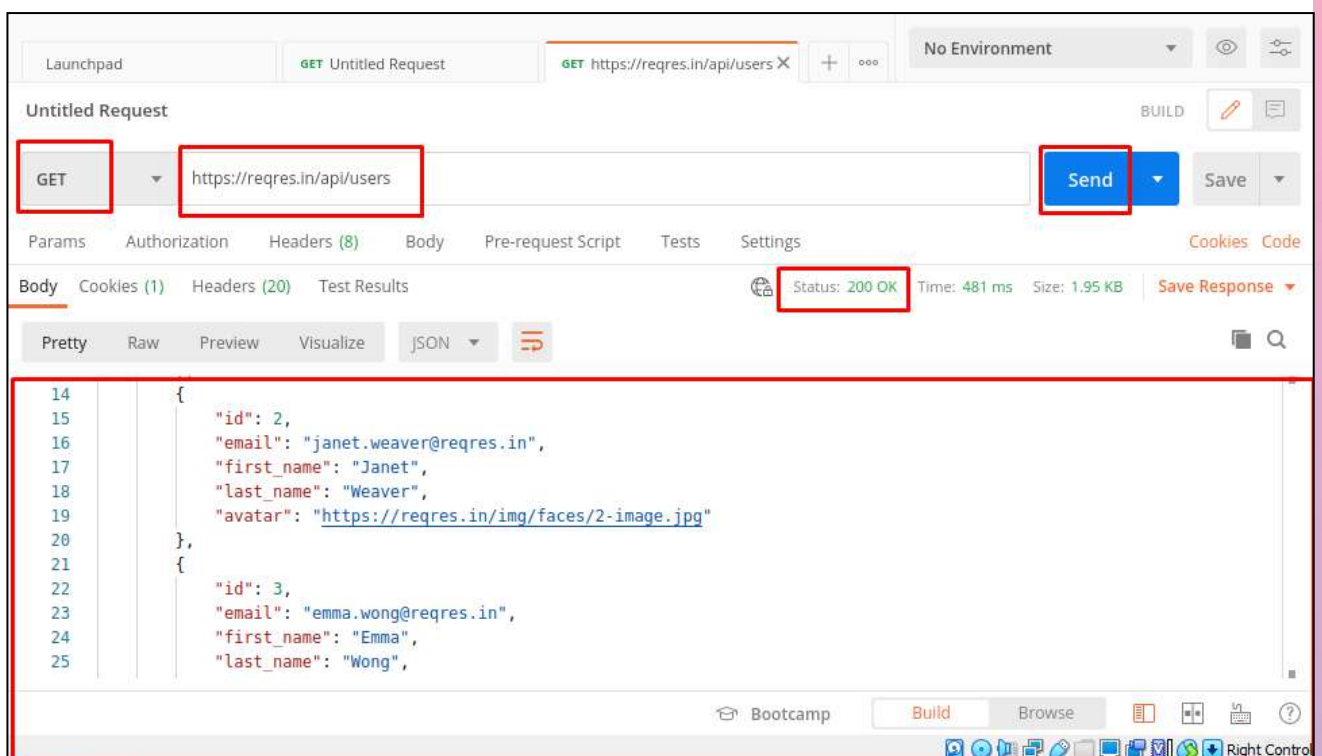 No Environment
Launchpad GET Untitled Request GET https://reqres.in/api/users
Untitled Request BUILD
GET https://reqres.in/api/users Send Save
Params Authorization Headers (8) Body Pre-request Script Tests Settings Cookies Code
Body Cookies (1) Headers (20) Test Results Status: 200 OK Time: 481 ms Size: 1.95 KB Save Response
Pretty Raw Preview Visualize JSON
14 {
15 "id": 2,
16 "email": "janet.weaver@reqres.in",
17 "first_name": "Janet",
18 "last_name": "Weaver",
19 "avatar": "https://reqres.in/img/faces/2-image.jpg"
20 },
21 {
22 "id": 3,
23 "email": "emma.wong@reqres.in",
24 "first_name": "Emma",
25 "last_name": "Wong",
Bootcamp Build Browse
Right Control